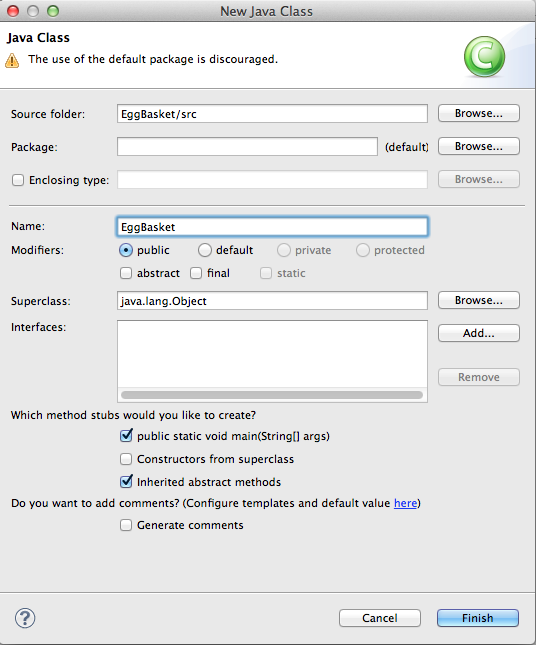 New Java Class
Java Class
The use of the default package is discouraged.
Source folder: EggBasket/src Browse...
Package: (default) Browse...
Enclosing type: Browse...
Name: EggBasket
Modifiers: public default private protected
abstract final static
Superclass: java.lang.Object Browse...
Interfaces: Add...
Remove
Which method stubs would you like to create?
public static void main(String[] args)
Constructors from superclass
Inherited abstract methods
Do you want to add comments? (Configure templates and default value here)
Generate comments
? Cancel Finish